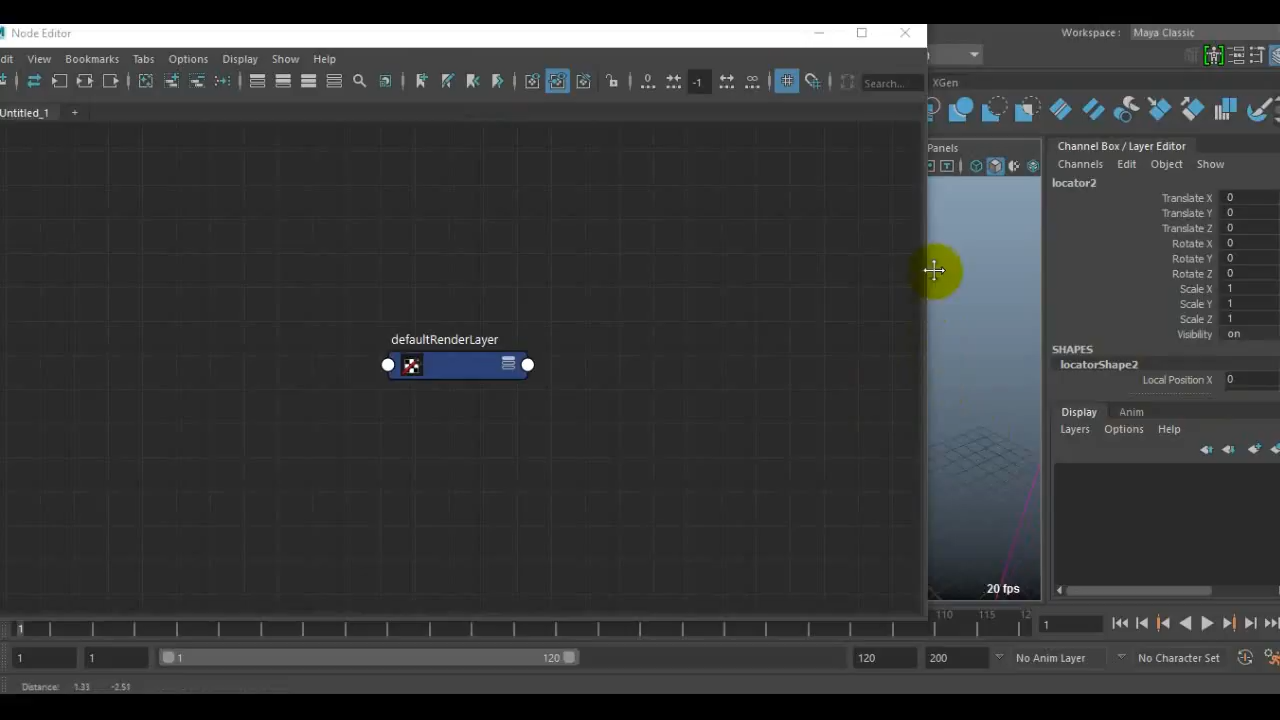 Node Editor
Workspace : Maya Classic
dit View Bookmarks Tabs Options Display Show Help
-1 Search...
XGen
Untitled_1 +
Panels
Channel Box / Layer Editor
Channels Edit Object Show
locator2
Translate X 0
Translate Y 0
Translate Z 0
Rotate X 0
Rotate Y 0
Rotate Z 0
Scale X 1
Scale Y 1
Scale Z 1
Visibility on
SHAPES
locatorShape2
Local Position X 0
defaultRenderLayer
Display Anim
Layers Options Help
20 fps
1 110 115 12 1
1 1 1 120 120 200 No Anim Layer No Character Set
Distance: 1.33 -2.51